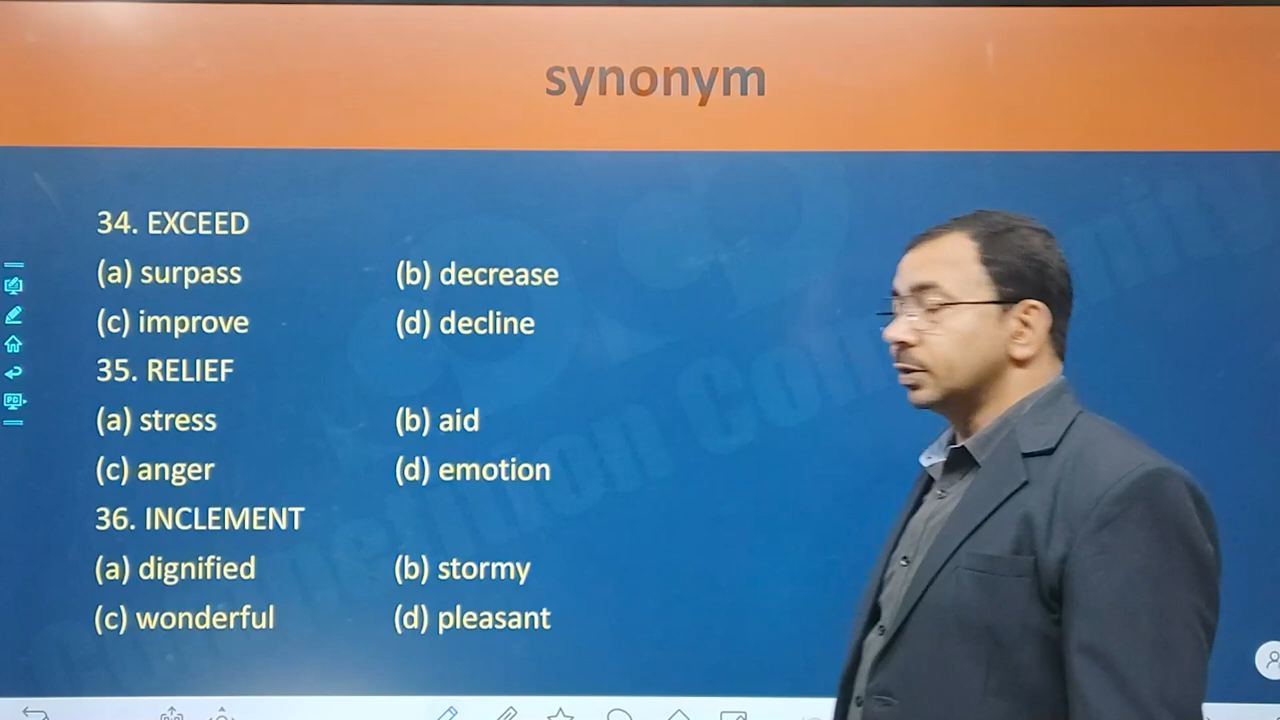 synonym
34. EXCEED
(a) surpass (b) decrease
(c) improve (d) decline
35. RELIEF
(a) stress (b) aid
(c) anger (d) emotion
36. INCLEMENT
(a) dignified (b) stormy
(c) wonderful (d) pleasant